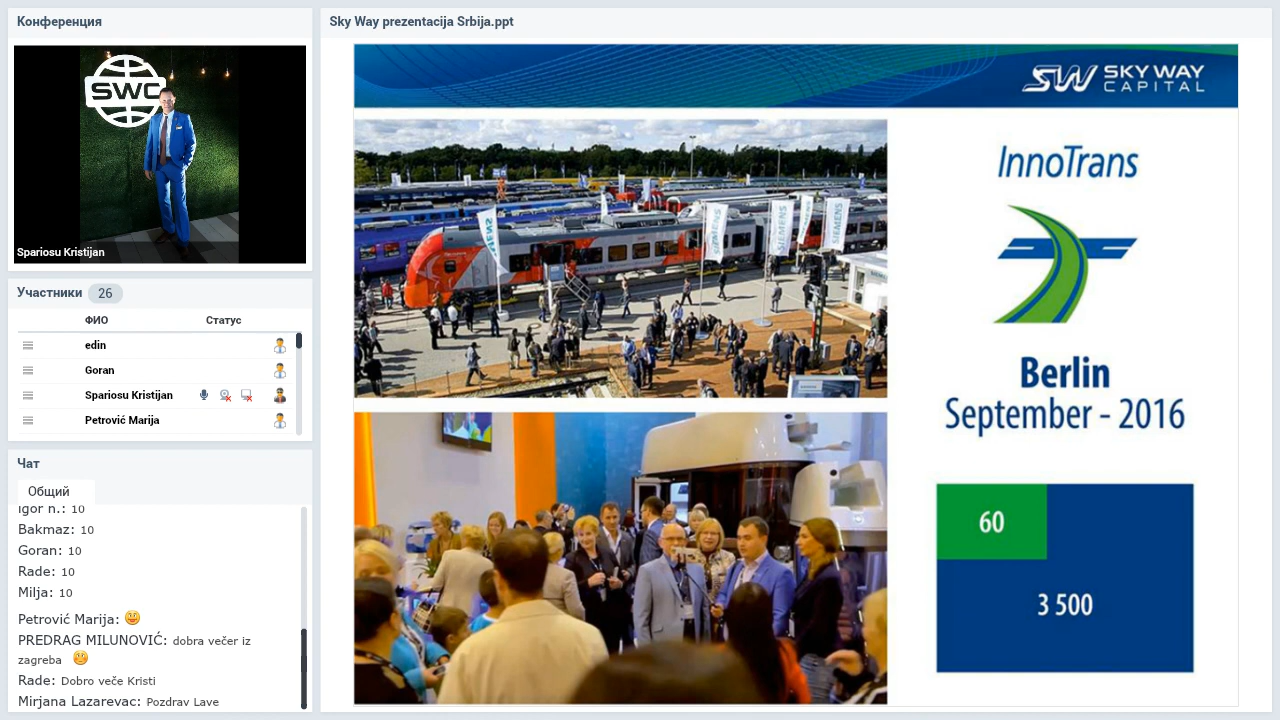 Конференция
SWC
Spariosu Kristijan
Участники 26
ФИО Статус
edin
Goran
Spariosu Kristijan
Petrović Marija
Чат
Общий
igor n.: 10
Bakmaz: 10
Goran: 10
Rade: 10
Milja: 10
Petrović Marija:
PREDRAG MILUNOVIĆ: dobra večer iz
zagreba
Rade: Dobro veče Kristi
Mirjana Lazarevac: Pozdrav Lave
Sky Way prezentacija Srbija.ppt
SW SKY WAY
CAPITAL
SIEMENS
SIEMENS
SIEMENS
SIEMENS
InnoTrans
Berlin
September - 2016
60
3 500